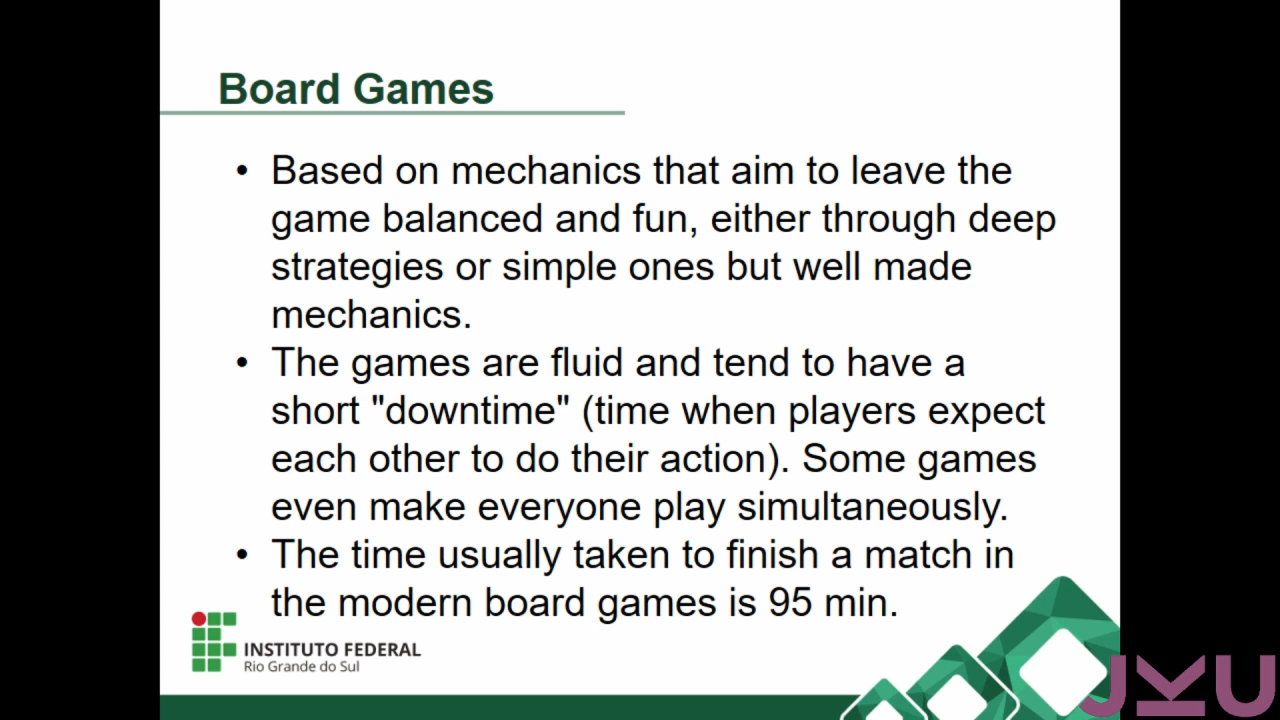 Board Games
• Based on mechanics that aim to leave the
game balanced and fun, either through deep
strategies or simple ones but well made
mechanics.
• The games are fluid and tend to have a
short "downtime" (time when players expect
each other to do their action). Some games
even make everyone play simultaneously.
• The time usually taken to finish a match in
the modern board games is 95 min.
INSTITUTO FEDERAL
Rio Grande do Sul
JKU